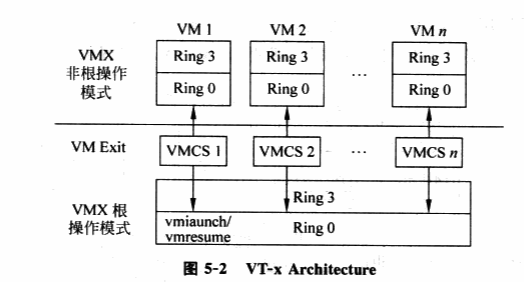 VM 1 VM 2 VM n
VMX
非根操作
模式
Ring 3 Ring 3 ... Ring 3
Ring 0 Ring 0 Ring 0
VM Exit VMCS 1 VMCS 2 ... VMCS n
VMX 根
操作模式
Ring 3
vmiaunch/
vmresume
Ring 0
图 5-2 VT-x Architecture